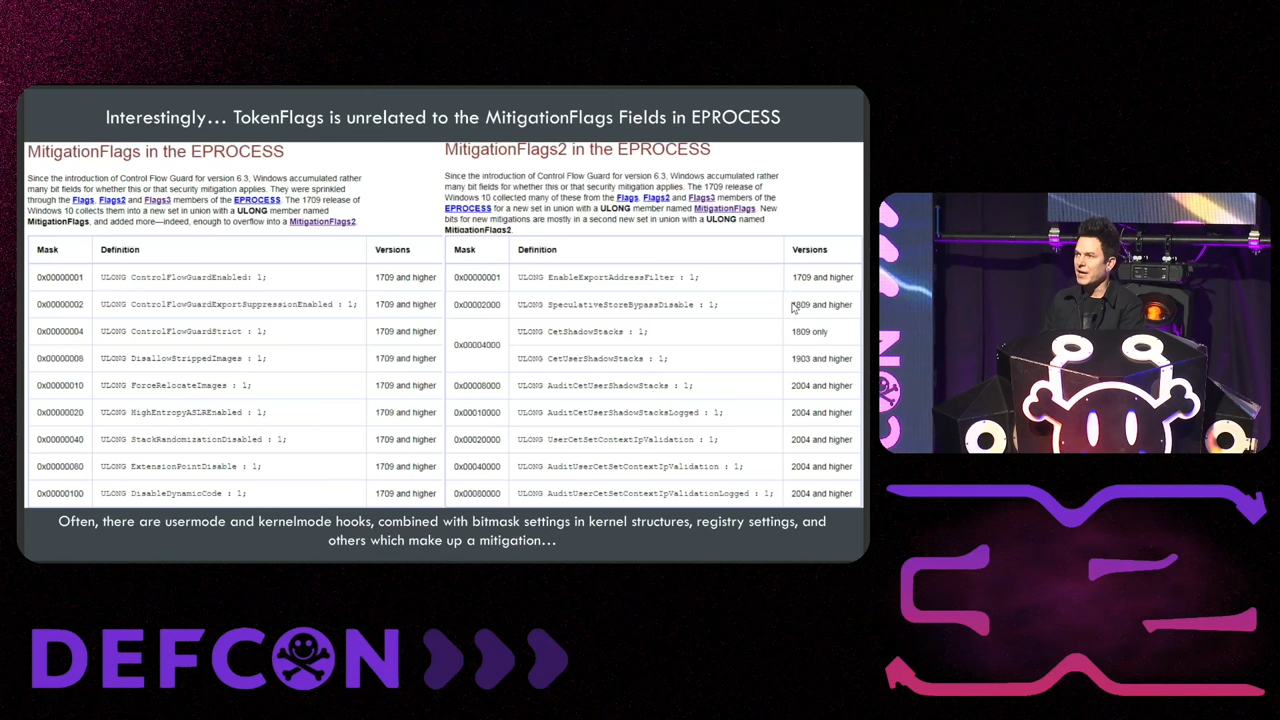 Interestingly... TokenFlags is unrelated to the MitigationFlags Fields in EPROCESS
MitigationFlags in the EPROCESS
Since the introduction of Control Flow Guard for version 6.3, Windows accumulated rather
many bit fields for whether this or that security mitigation applies. They were sprinkled
through the Flags, Flags2 and Flags3 members of the EPROCESS. The 1709 release of
Windows 10 collects them into a new set in union with a ULONG member named
MitigationFlags, and added more—indeed, enough to overflow into a MitigationFlags2.
Mask Definition Versions
0x00000001 ULONG ControlFlowGuardEnabled: 1; 1709 and higher
0x00000002 ULONG ControlFlowGuardExportSuppressionEnabled : 1; 1709 and higher
0x00000004 ULONG ControlFlowGuardStrict : 1; 1709 and higher
0x00000008 ULONG DisallowStrippedImages : 1; 1709 and higher
0x00000010 ULONG ForceRelocateImages : 1; 1709 and higher
0x00000020 ULONG HighEntropyASLREnabled : 1; 1709 and higher
0x00000040 ULONG StackRandomizationDisabled : 1; 1709 and higher
0x00000080 ULONG ExtensionPointDisable : 1; 1709 and higher
0x00000100 ULONG DisableDynamicCode : 1; 1709 and higher
MitigationFlags2 in the EPROCESS
Since the introduction of Control Flow Guard for version 6.3, Windows accumulated rather
many bit fields for whether this or that security mitigation applies. The 1709 release of
Windows 10 collected many of these from the Flags, Flags2 and Flags3 members of the
EPROCESS for a new set in union with a ULONG member named MitigationFlags. New
bits for new mitigations are mostly in a second new set in union with a ULONG named
MitigationFlags2.
Mask Definition Versions
0x00000001 ULONG EnableExportAddressFilter : 1; 1709 and higher
0x00002000 ULONG SpeculativeStoreBypassDisable : 1; 1809 and higher
0x00004000 ULONG CetShadowStacks : 1; 1809 only
ULONG CetUserShadowStacks : 1; 1903 and higher
0x00008000 ULONG AuditCetUserShadowStacks : 1; 2004 and higher
0x00010000 ULONG AuditCetUserShadowStacksLogged : 1; 2004 and higher
0x00020000 ULONG UserCetSetContextIpValidation : 1; 2004 and higher
0x00040000 ULONG AuditUserCetSetContextIpValidation : 1; 2004 and higher
0x00080000 ULONG AuditUserCetSetContextIpValidationLogged : 1; 2004 and higher
Often, there are usermode and kernelmode hooks, combined with bitmask settings in kernel structures, registry settings, and
others which make up a mitigation...
DEFCON